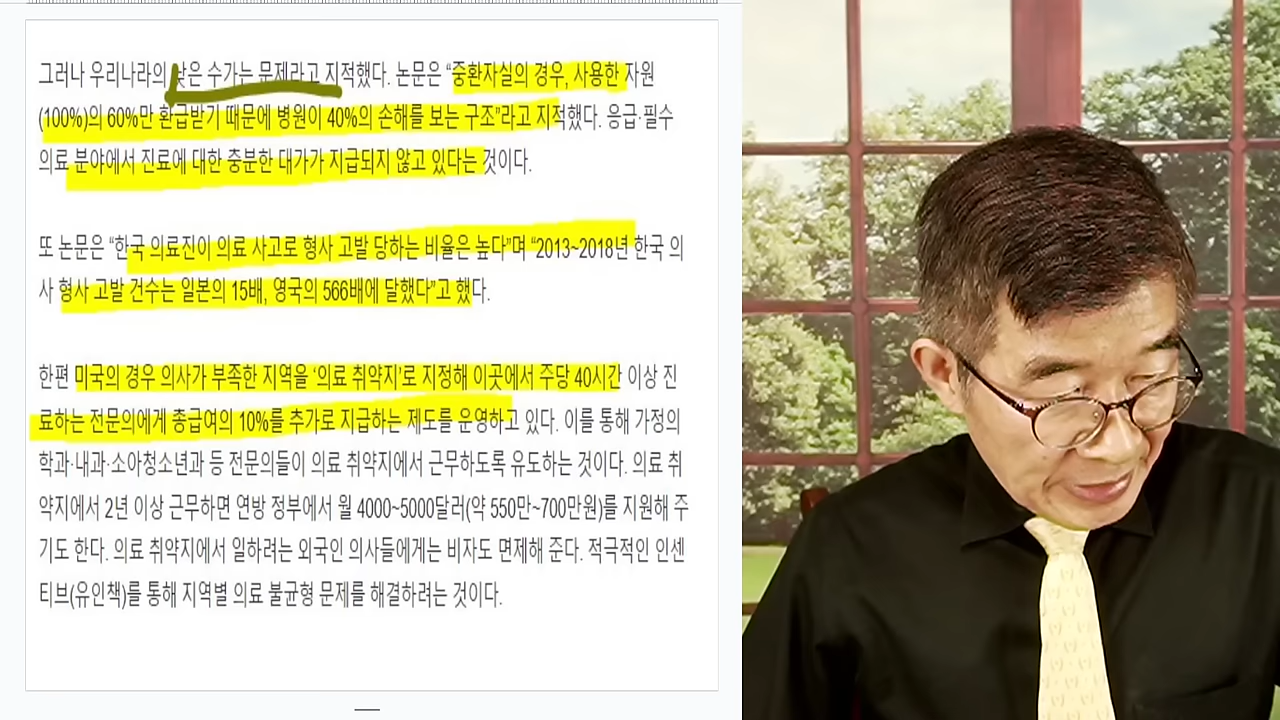 그러나 우리나라의 낮은 수가는 문제라고 지적했다. 논문은 “중환자실의 경우, 사용한 자원
(100%)의 60%만 환급받기 때문에 병원이 40%의 손해를 보는 구조”라고 지적했다. 응급·필수
의료 분야에서 진료에 대한 충분한 대가가 지급되지 않고 있다는 것이다.
또 논문은 “한국 의료진이 의료 사고로 형사 고발 당하는 비율은 높다”며 “2013~2018년 한국 의
사 형사 고발 건수는 일본의 15배, 영국의 566배에 달했다”고 했다.
한편 미국의 경우 의사가 부족한 지역을 ‘의료 취약지’로 지정해 이곳에서 주당 40시간 이상 진
료하는 전문의에게 총급여의 10%를 추가로 지급하는 제도를 운영하고 있다. 이를 통해 가정의
학과·내과·소아청소년과 등 전문의들이 의료 취약지에서 근무하도록 유도하는 것이다. 의료 취
약지에서 2년 이상 근무하면 연방 정부에서 월 4000~5000달러(약 550만~700만원)를 지원해 주
기도 한다. 의료 취약지에서 일하려는 외국인 의사들에게는 비자도 면제해 준다. 적극적인 인센
티브(유인책)를 통해 지역별 의료 불균형 문제를 해결하려는 것이다.